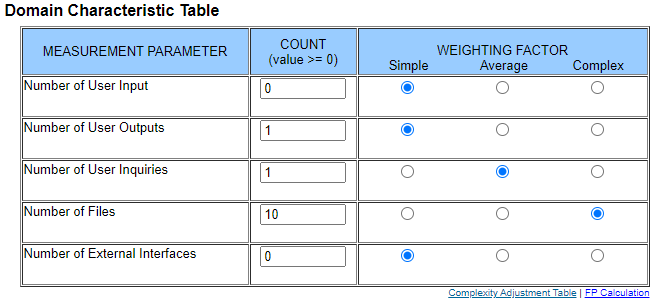 Domain Characteristic Table
MEASUREMENT PARAMETER
COUNT
(value >= 0)
WEIGHTING FACTOR
Simple Average Complex
Number of User Input 0
Number of User Outputs 1
Number of User Inquiries 1
Number of Files 10
Number of External Interfaces 0
Complexity Adjustment Table | FP Calculation